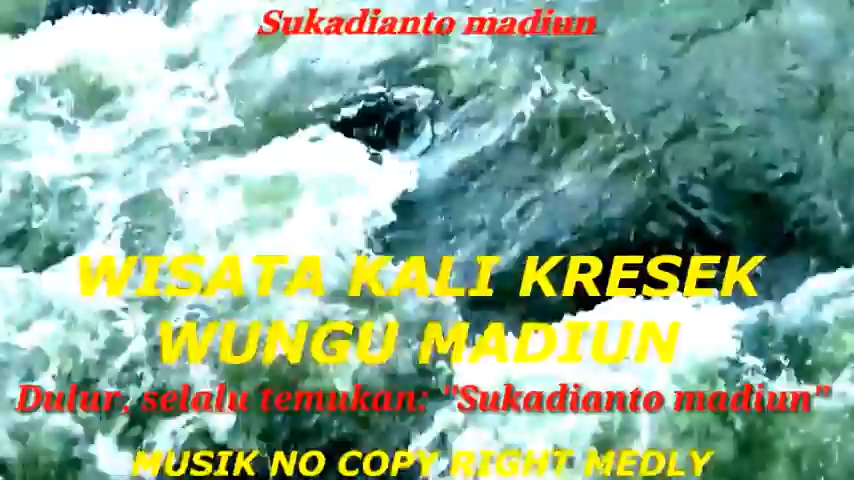 Sukadianto madiun
WISATA KALI KRESEK
WUNGU MADIUN
Dulur, selalu temukan: "Sukadianto madiun"
MUSIK NO COPY RIGHT MEDLY